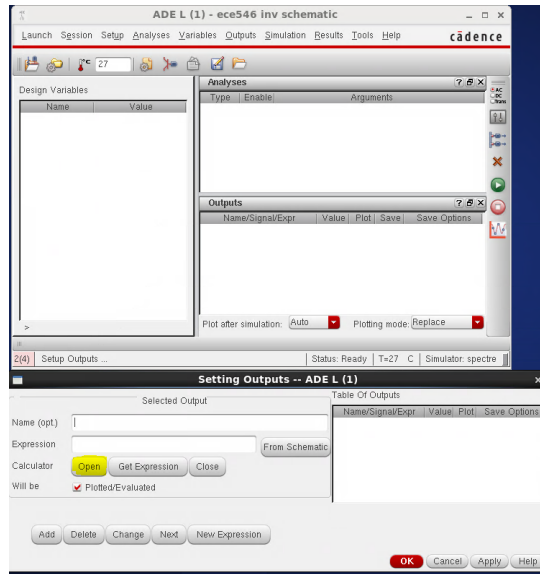 ADE L (1) - ece546 inv schematic
Launch Session Setup Analyses Variables Outputs Simulation Results Tools Help cādence
27
Design Variables
Name Value
>
Analyses
Type Enable Arguments
AC
DC
Trans
Outputs
Name/Signal/Expr Value Plot Save Save Options
Plot after simulation: Auto Plotting mode: Replace
2(4) Setup Outputs ... Status: Ready T=27 C Simulator: spectre
Setting Outputs -- ADE L (1)
Selected Output
Name (opt.)
Expression From Schematic
Calculator Open Get Expression Close
Will be Plotted/Evaluated
Table Of Outputs
Name/Signal/Expr Value Plot Save Options
Add Delete Change Next New Expression
OK Cancel Apply Help